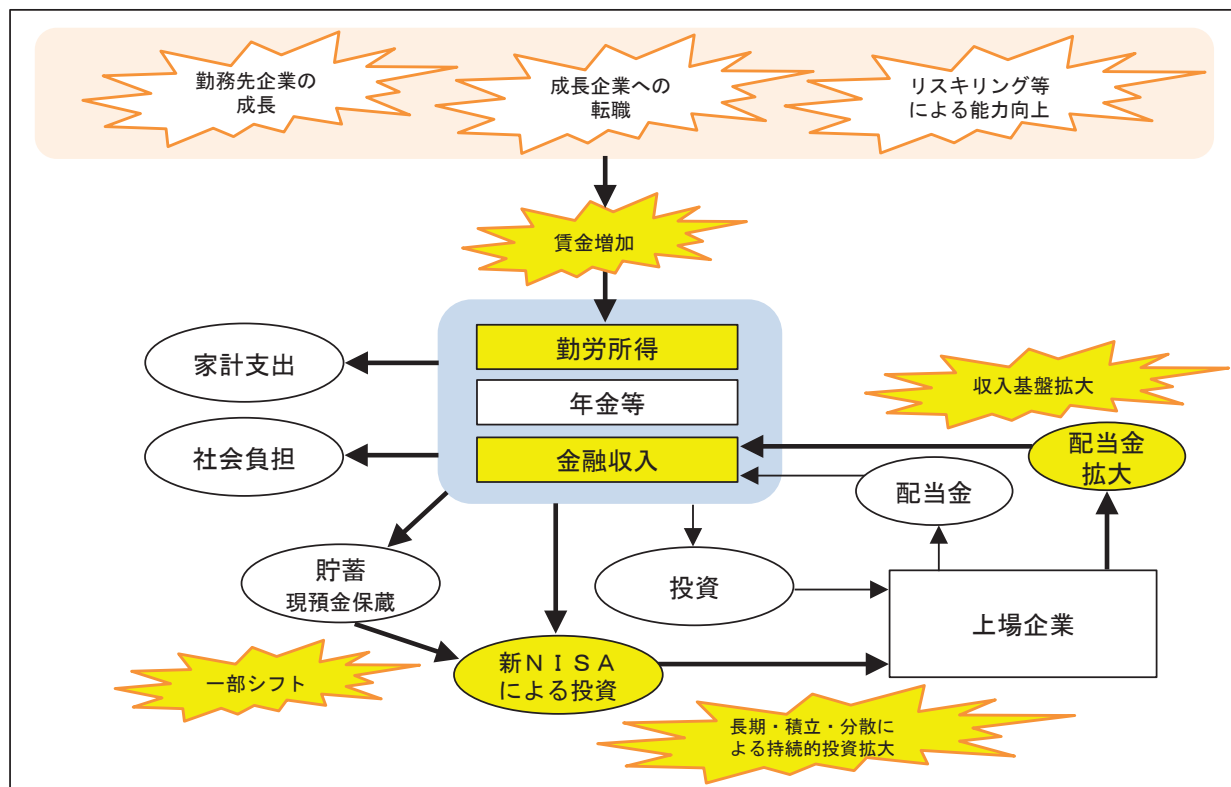 勤務先企業の
成長
成長企業への
転職
リスキリング等
による能力向上
賃金増加
勤労所得
年金等
金融収入
家計支出
社会負担
収入基盤拡大
配当金
拡大
配当金
貯蓄
現預金保蔵
投資
上場企業
一部シフト
新ＮＩＳＡ
による投資
長期・積立・分散に
よる持続的投資拡大